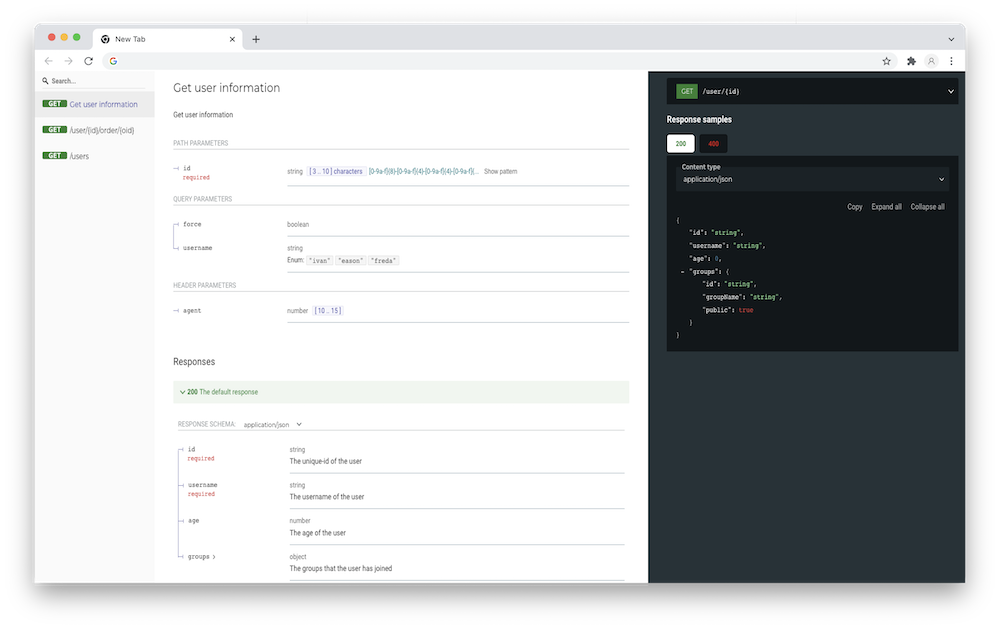 New Tab
Search...
GET Get user information
GET /user/{id}/order/{oid}
GET /users
Get user information
Get user information
PATH PARAMETERS
id
required
string [ 3 .. 10 ] characters [0-9a-f]{8}-[0-9a-f]{4}-[0-9a-f]{4}-[0-9a-f]{... Show pattern
QUERY PARAMETERS
force
boolean
username
string
Enum: "ivan" "eason" "freda"
HEADER PARAMETERS
agent
number [ 10 .. 15 ]
Responses
200 The default response
RESPONSE SCHEMA: application/json
id
required
string
The unique-id of the user
username
required
string
The username of the user
age
number
The age of the user
groups
object
The groups that the user has joined
GET /user/{id}
Response samples
200 400
Content type
application/json
Copy Expand all Collapse all
{
"id": "string",
"username": "string",
"age": 0,
- "groups": {
"id": "string",
"groupName": "string",
"public": true
}
}